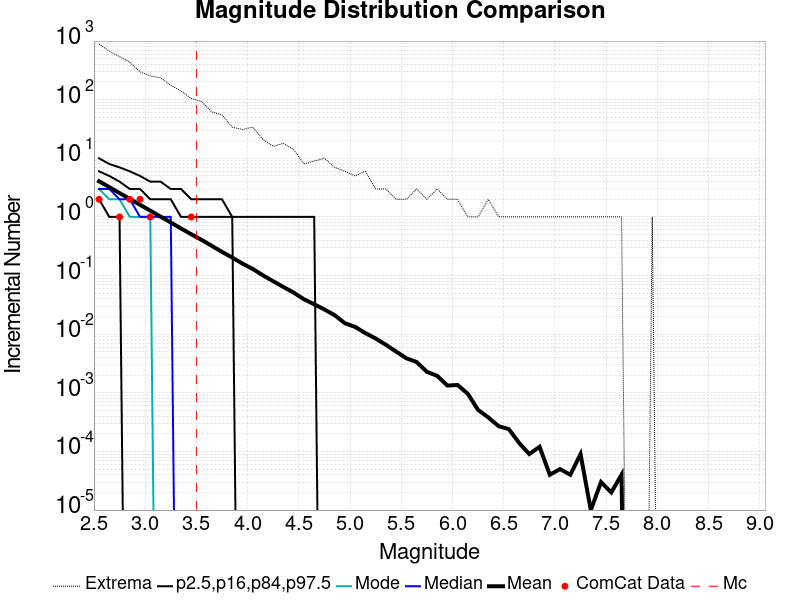 Magnitude Distribution Comparison
10^3
10^2
10^1
10^0
10^-1
10^-2
10^-3
10^-4
10^-5
Incremental Number
2.5 3.0 3.5 4.0 4.5 5.0 5.5 6.0 6.5 7.0 7.5 8.0 8.5 9.0
Magnitude
Extrema p2.5,p16,p84,p97.5 Mode Median Mean ComCat Data Mc